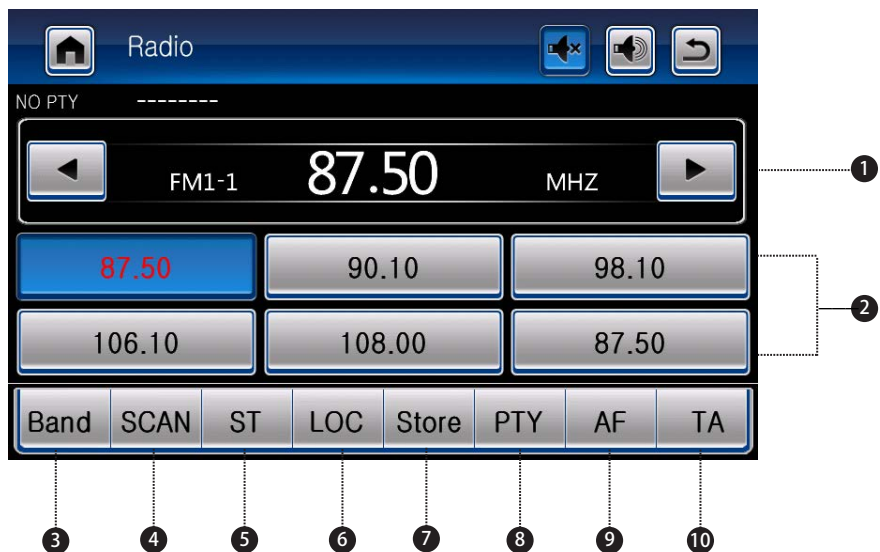 Radio
NO PTY --------
FM1-1 87.50 MHZ
1
87.50 90.10 98.10
2
106.10 108.00 87.50
Band SCAN ST LOC Store PTY AF TA
3 4 5 6 7 8 9 10